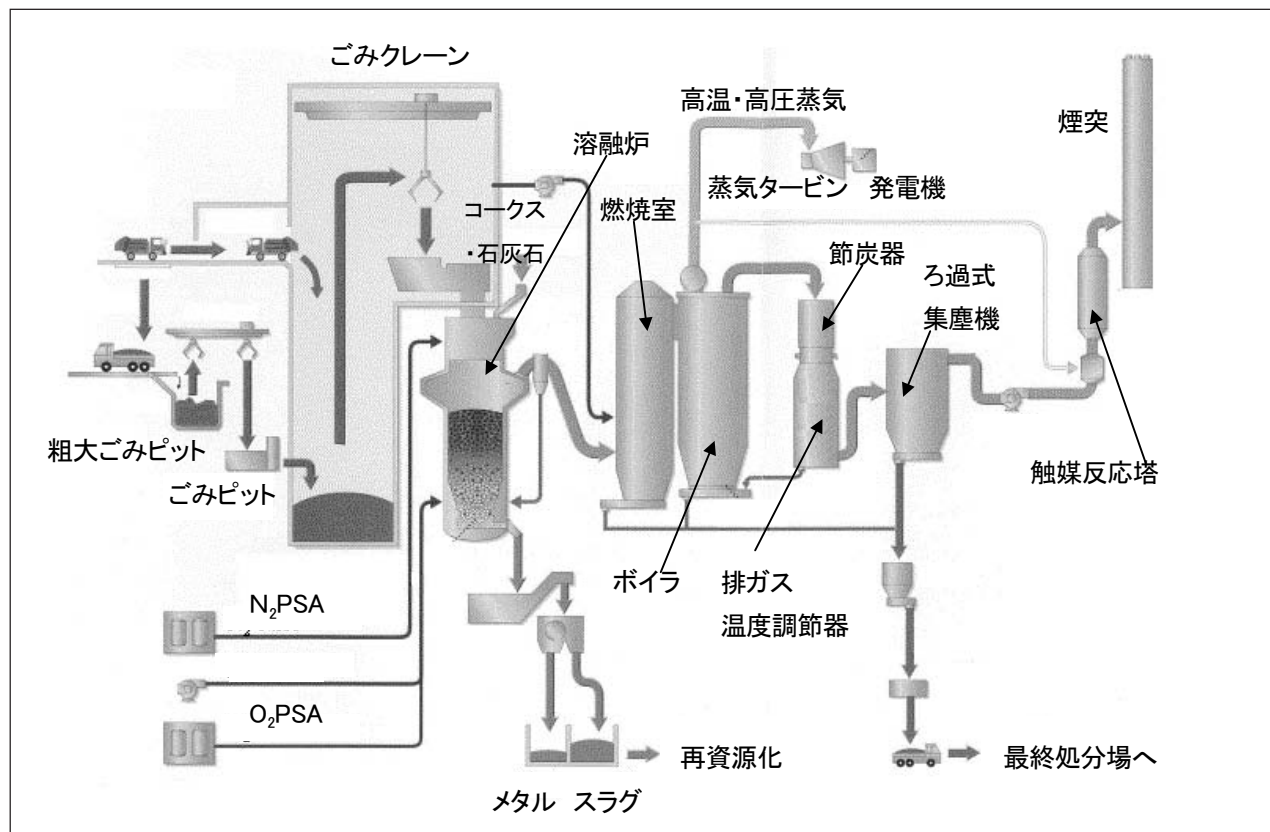 ごみクレーン
高温・高圧蒸気
溶融炉
煙突
蒸気タービン 発電機
コークス
・石灰石
燃焼室
節炭器
ろ過式
集塵機
粗大ごみピット
ごみピット
触媒反応塔
ボイラ
排ガス
温度調節器
N₂PSA
O₂PSA
再資源化
最終処分場へ
メタル スラグ